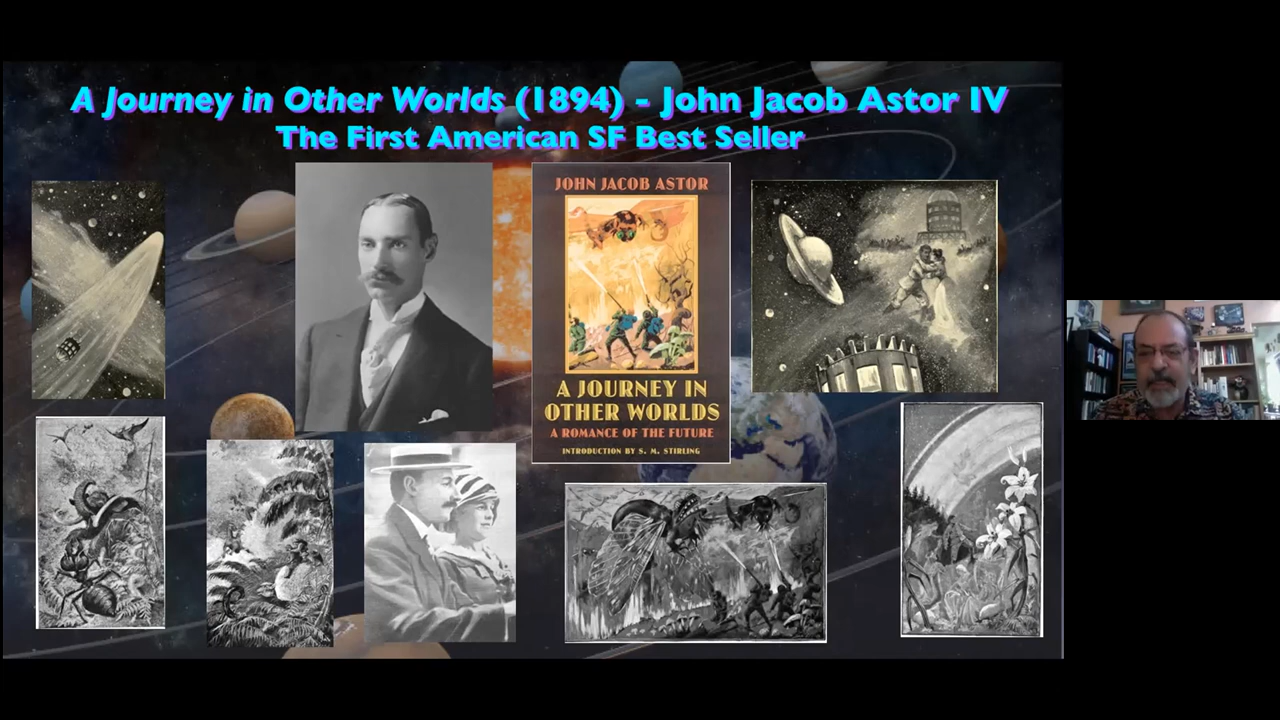 A Journey in Other Worlds (1894) - John Jacob Astor IV
The First American SF Best Seller
JOHN JACOB ASTOR
A JOURNEY IN
OTHER WORLDS
A ROMANCE OF THE FUTURE
INTRODUCTION BY S. M. STIRLING